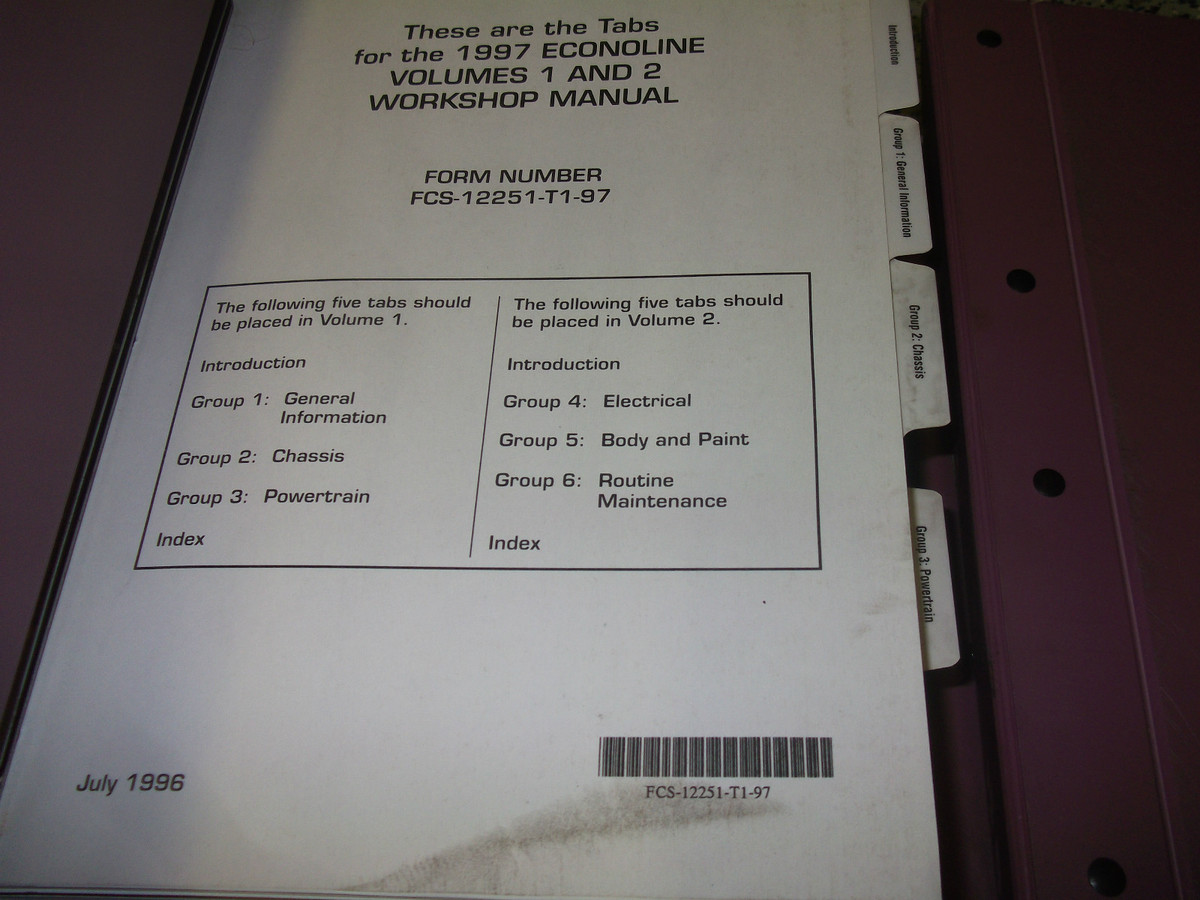 These are the Tabs
for the 1997 ECONOLINE
VOLUMES 1 AND 2
WORKSHOP MANUAL
FORM NUMBER
FCS-12251-T1-97
The following five tabs should
be placed in Volume 1.
Introduction
Group 1: General
Information
Group 2: Chassis
Group 3: Powertrain
Index
The following five tabs should
be placed in Volume 2.
Introduction
Group 4: Electrical
Group 5: Body and Paint
Group 6: Routine
Maintenance
Index
July 1996
FCS-12251-T1-97
Introduction
Group 1: General Information
Group 2: Chassis
Group 3: Powertrain